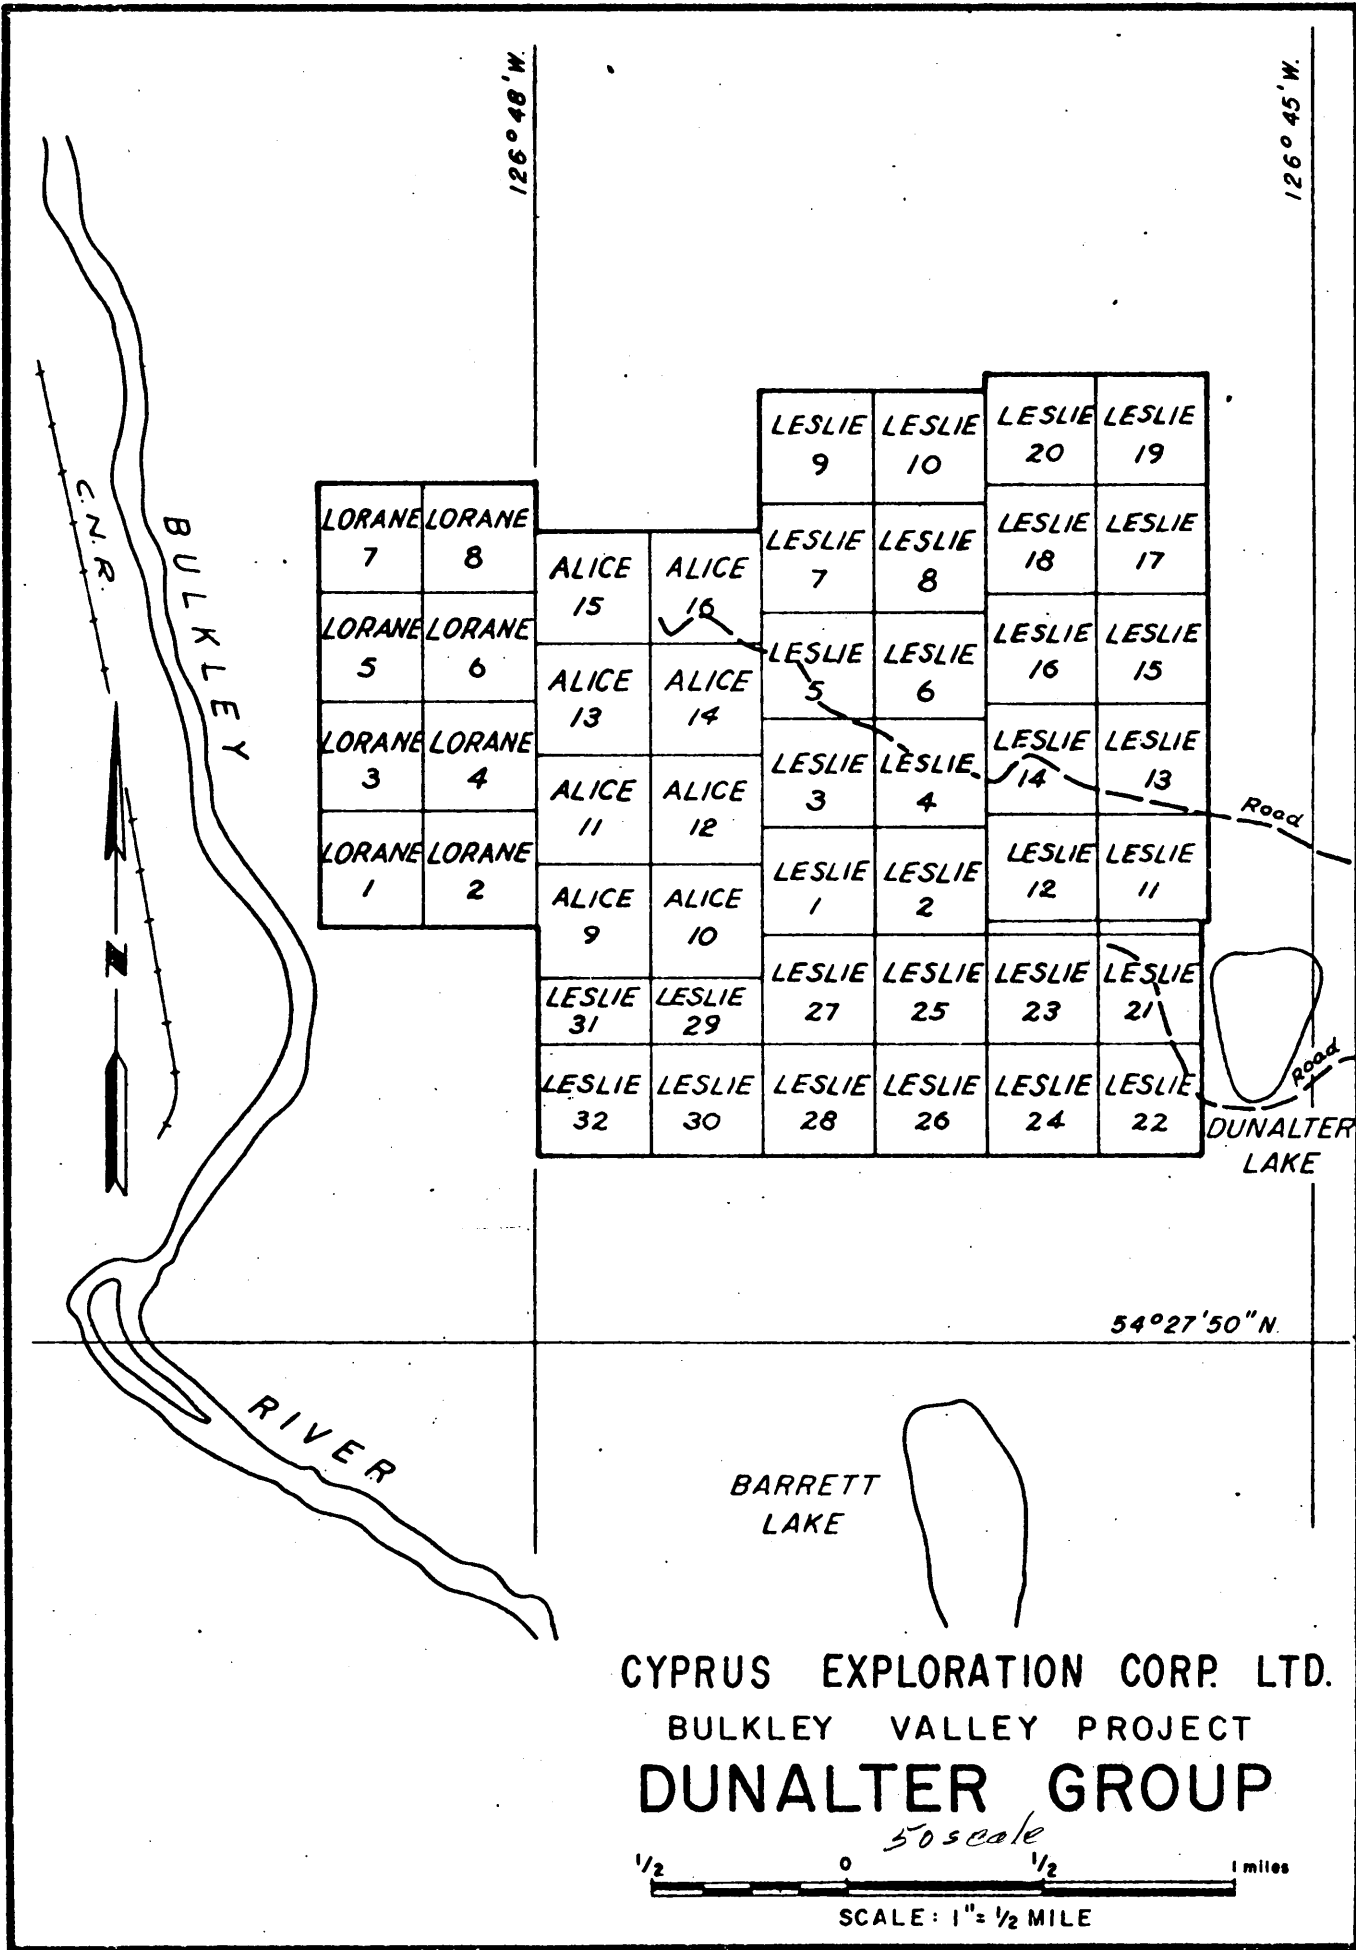 126° 48' W.
126° 45' W.
C.N.R.
BULKLEY
RIVER
N
LESLIE 9
LESLIE 10
LESLIE 20
LESLIE 19
LORANE 7
LORANE 8
ALICE 15
ALICE 16
LESLIE 7
LESLIE 8
LESLIE 18
LESLIE 17
LORANE 5
LORANE 6
ALICE 13
ALICE 14
LESLIE 5
LESLIE 6
LESLIE 16
LESLIE 15
LORANE 3
LORANE 4
ALICE 11
ALICE 12
LESLIE 3
LESLIE 4
LESLIE 14
LESLIE 13
Road
LORANE 1
LORANE 2
ALICE 9
ALICE 10
LESLIE 1
LESLIE 2
LESLIE 12
LESLIE 11
LESLIE 31
LESLIE 29
LESLIE 27
LESLIE 25
LESLIE 23
LESLIE 21
Road
LESLIE 32
LESLIE 30
LESLIE 28
LESLIE 26
LESLIE 24
LESLIE 22
DUNALTER
LAKE
54° 27' 50" N.
BARRETT
LAKE
CYPRUS EXPLORATION CORP. LTD.
BULKLEY VALLEY PROJECT
DUNALTER GROUP
50 scale
1/2 0 1/2 1 miles
SCALE: 1" = 1/2 MILE